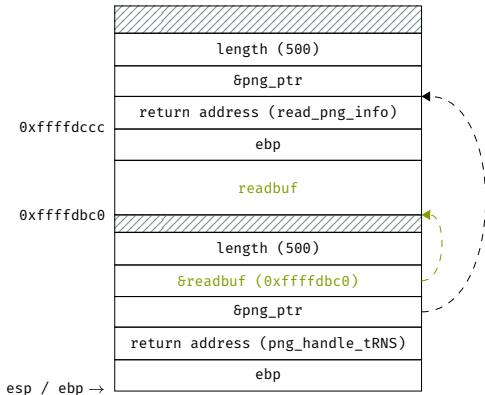 length (500)
&png_ptr
return address (read_png_info)
0xffffdccc
ebp
readbuf
0xffffdbc0
length (500)
&readbuf (0xffffdbc0)
&png_ptr
return address (png_handle_tRNS)
ebp
esp / ebp →